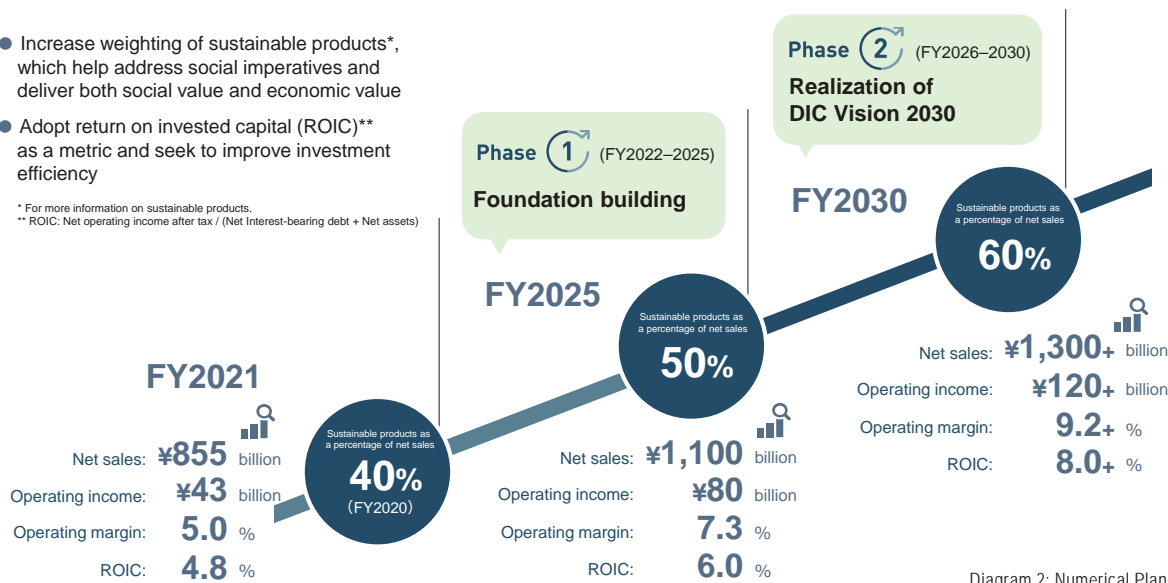 Increase weighting of sustainable products*,
which help address social imperatives and
deliver both social value and economic value
Adopt return on invested capital (ROIC)**
as a metric and seek to improve investment
efficiency
* For more information on sustainable products.
** ROIC: Net operating income after tax / (Net Interest-bearing debt + Net assets)
FY2021
Net sales: ¥855 billion
Operating income: ¥43 billion
Operating margin: 5.0 %
ROIC: 4.8 %
Sustainable products as
a percentage of net sales
40%
(FY2020)
Phase 1 (FY2022–2025)
Foundation building
FY2025
Sustainable products as
a percentage of net sales
50%
Net sales: ¥1,100 billion
Operating income: ¥80 billion
Operating margin: 7.3 %
ROIC: 6.0 %
Phase 2 (FY2026–2030)
Realization of
DIC Vision 2030
FY2030
Sustainable products as
a percentage of net sales
60%
Net sales: ¥1,300+ billion
Operating income: ¥120+ billion
Operating margin: 9.2+ %
ROIC: 8.0+ %
Diagram 2: Numerical Plan